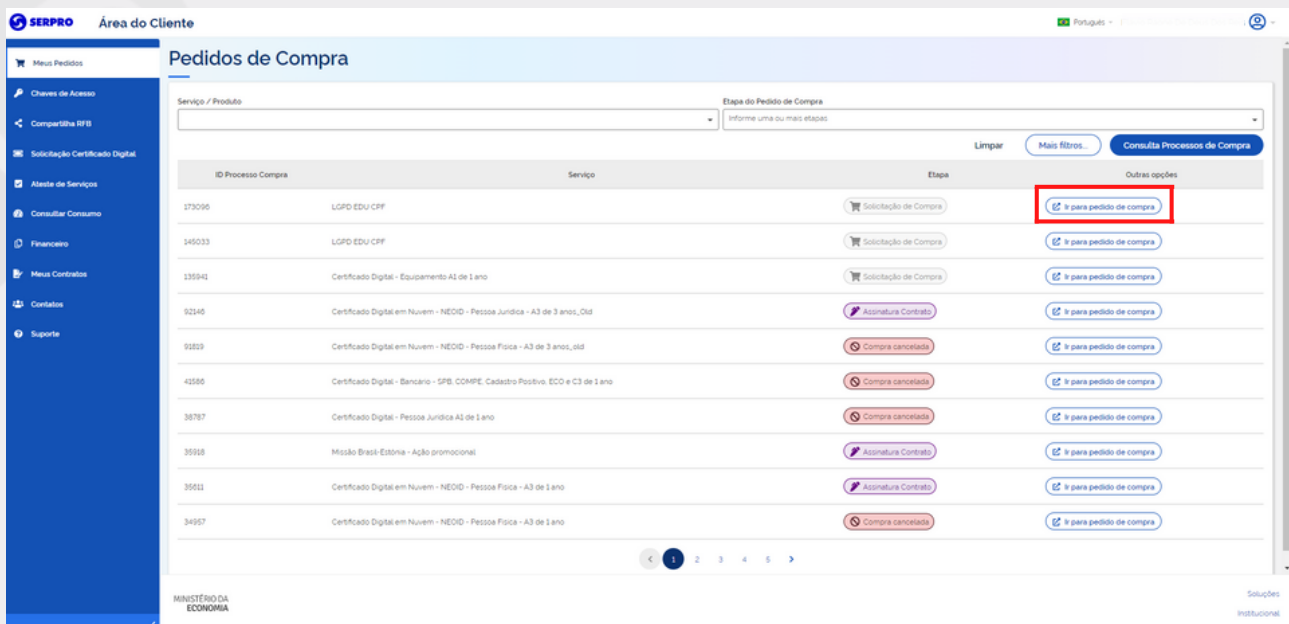 SERPRO Área do Cliente Português
Meus Pedidos
Chaves de Acesso
Compartilha RFB
Solicitação Certificado Digital
Ateste de Serviços
Consultar Consumo
Financeiro
Meus Contratos
Contatos
Suporte
Pedidos de Compra
Serviço / Produto Etapa do Pedido de Compra
Informe uma ou mais etapas
Limpar Mais filtros... Consulta Processos de Compra
ID Processo Compra Serviço Etapa Outras opções
173096 LGPD EDU CPF Solicitação de Compra Ir para pedido de compra
145033 LGPD EDU CPF Solicitação de Compra Ir para pedido de compra
135941 Certificado Digital - Equipamento A1 de 1 ano Solicitação de Compra Ir para pedido de compra
92146 Certificado Digital em Nuvem - NEOID - Pessoa Jurídica - A3 de 3 anos_Old Assinatura Contrato Ir para pedido de compra
91819 Certificado Digital em Nuvem - NEOID - Pessoa Física - A3 de 3 anos_old Compra cancelada Ir para pedido de compra
41586 Certificado Digital - Bancário - SPB, COMPE, Cadastro Positivo, ECO e C3 de 1 ano Compra cancelada Ir para pedido de compra
38787 Certificado Digital - Pessoa Jurídica A1 de 1 ano Compra cancelada Ir para pedido de compra
35918 Missão Brasil-Estônia - Ação promocional Assinatura Contrato Ir para pedido de compra
35611 Certificado Digital em Nuvem - NEOID - Pessoa Física - A3 de 1 ano Assinatura Contrato Ir para pedido de compra
34957 Certificado Digital em Nuvem - NEOID - Pessoa Física - A3 de 1 ano Compra cancelada Ir para pedido de compra
1 2 3 4 5
MINISTÉRIO DA
ECONOMIA
Soluções
Institucional